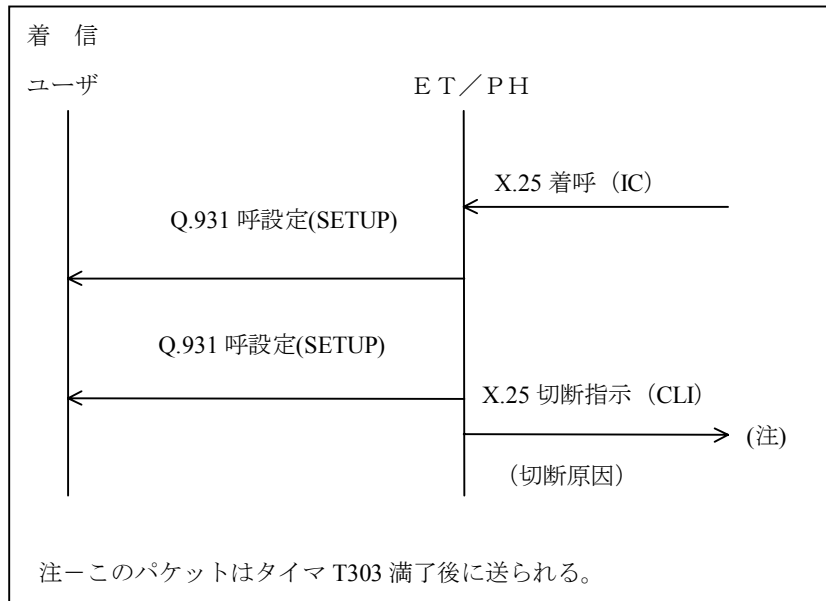 着　信
ユーザ
ＥＴ／ＰＨ
X.25 着呼（IC）
Q.931 呼設定(SETUP)
Q.931 呼設定(SETUP)
X.25 切断指示（CLI）
(注)
（切断原因）
注－このパケットはタイマ T303 満了後に送られる。